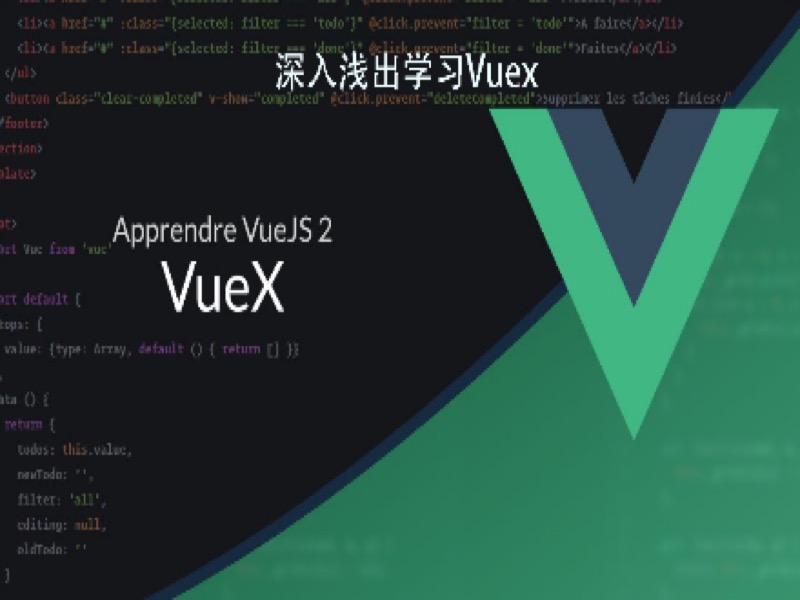 <li><a href="#" :class="{selected: filter === 'todo'}" @click.prevent="filter = 'todo'">A faire</a></li>
<li><a href="#" :class="{selected: filter === 'done'}" @click.prevent="filter = 'done'">Faites</a></li>
</ul>
深入浅出学习Vuex
<button class="clear-completed" v-show="completed" @click.prevent="deletecompleted">Supprimer les tâches finies</
/footer>
ection>
plate>
pt>
ort Vue from 'vue'
Apprendre VueJS 2
VueX
ort default {
rops: {
value: {type: Array, default () { return [] }}
ata () {
return {
todos: this.value,
newTodo: '',
filter: 'all',
editing: null,
oldTodo: ''
}